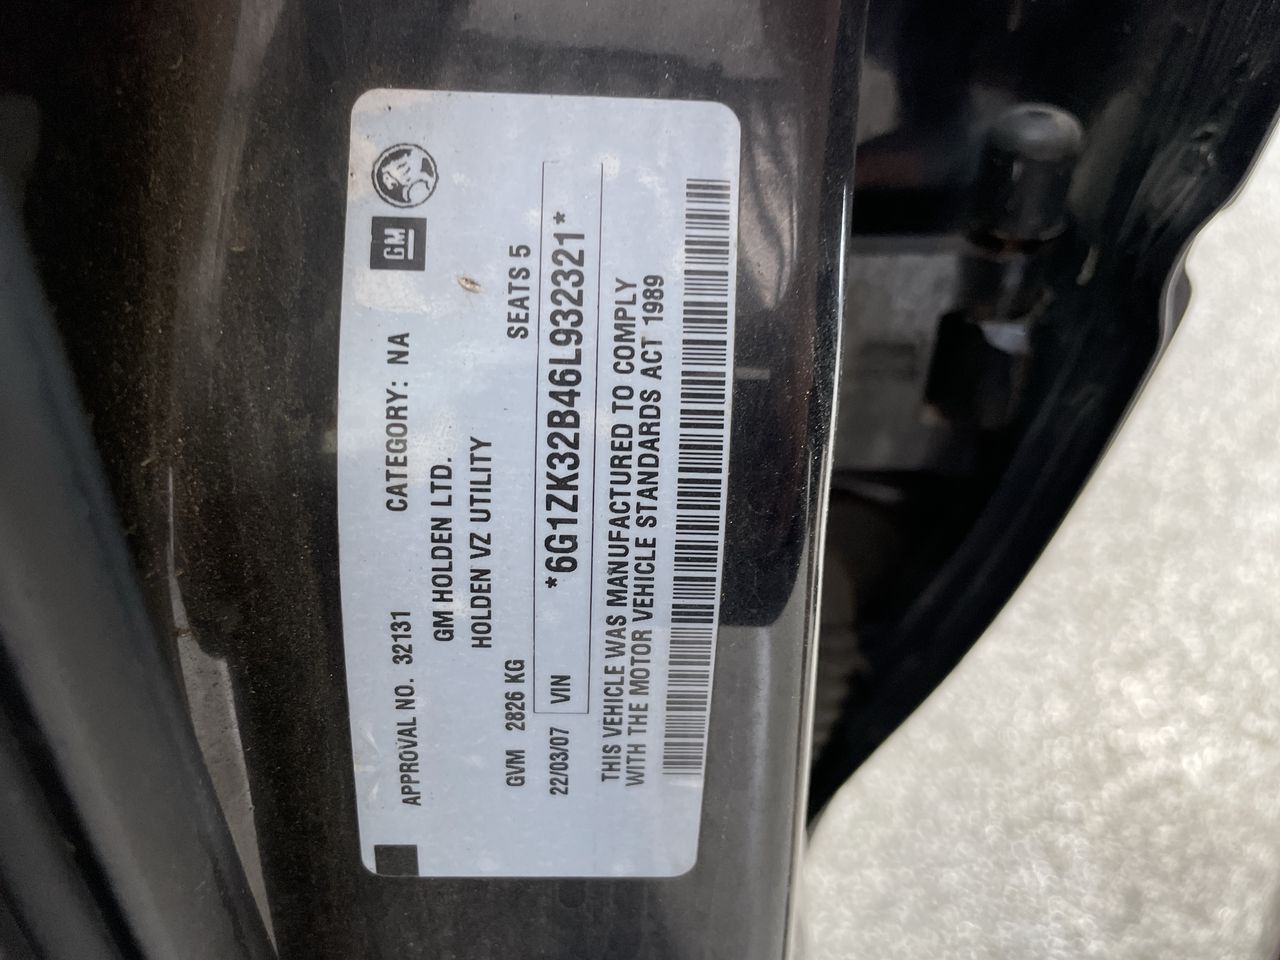 APPROVAL NO. 32131 CATEGORY: NA GM
GM HOLDEN LTD.
HOLDEN VZ UTILITY
GVM 2826 KG SEATS 5
22/03/07 VIN *6G1ZK32B46L932321*
THIS VEHICLE WAS MANUFACTURED TO COMPLY
WITH THE MOTOR VEHICLE STANDARDS ACT 1989